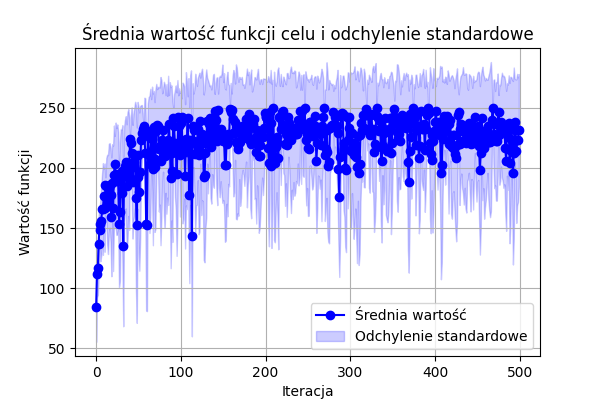 Średnia wartość funkcji celu i odchylenie standardowe
Wartość funkcji
250
200
150
100
50
0
100
200
300
400
500
Iteracja
Średnia wartość
Odchylenie standardowe